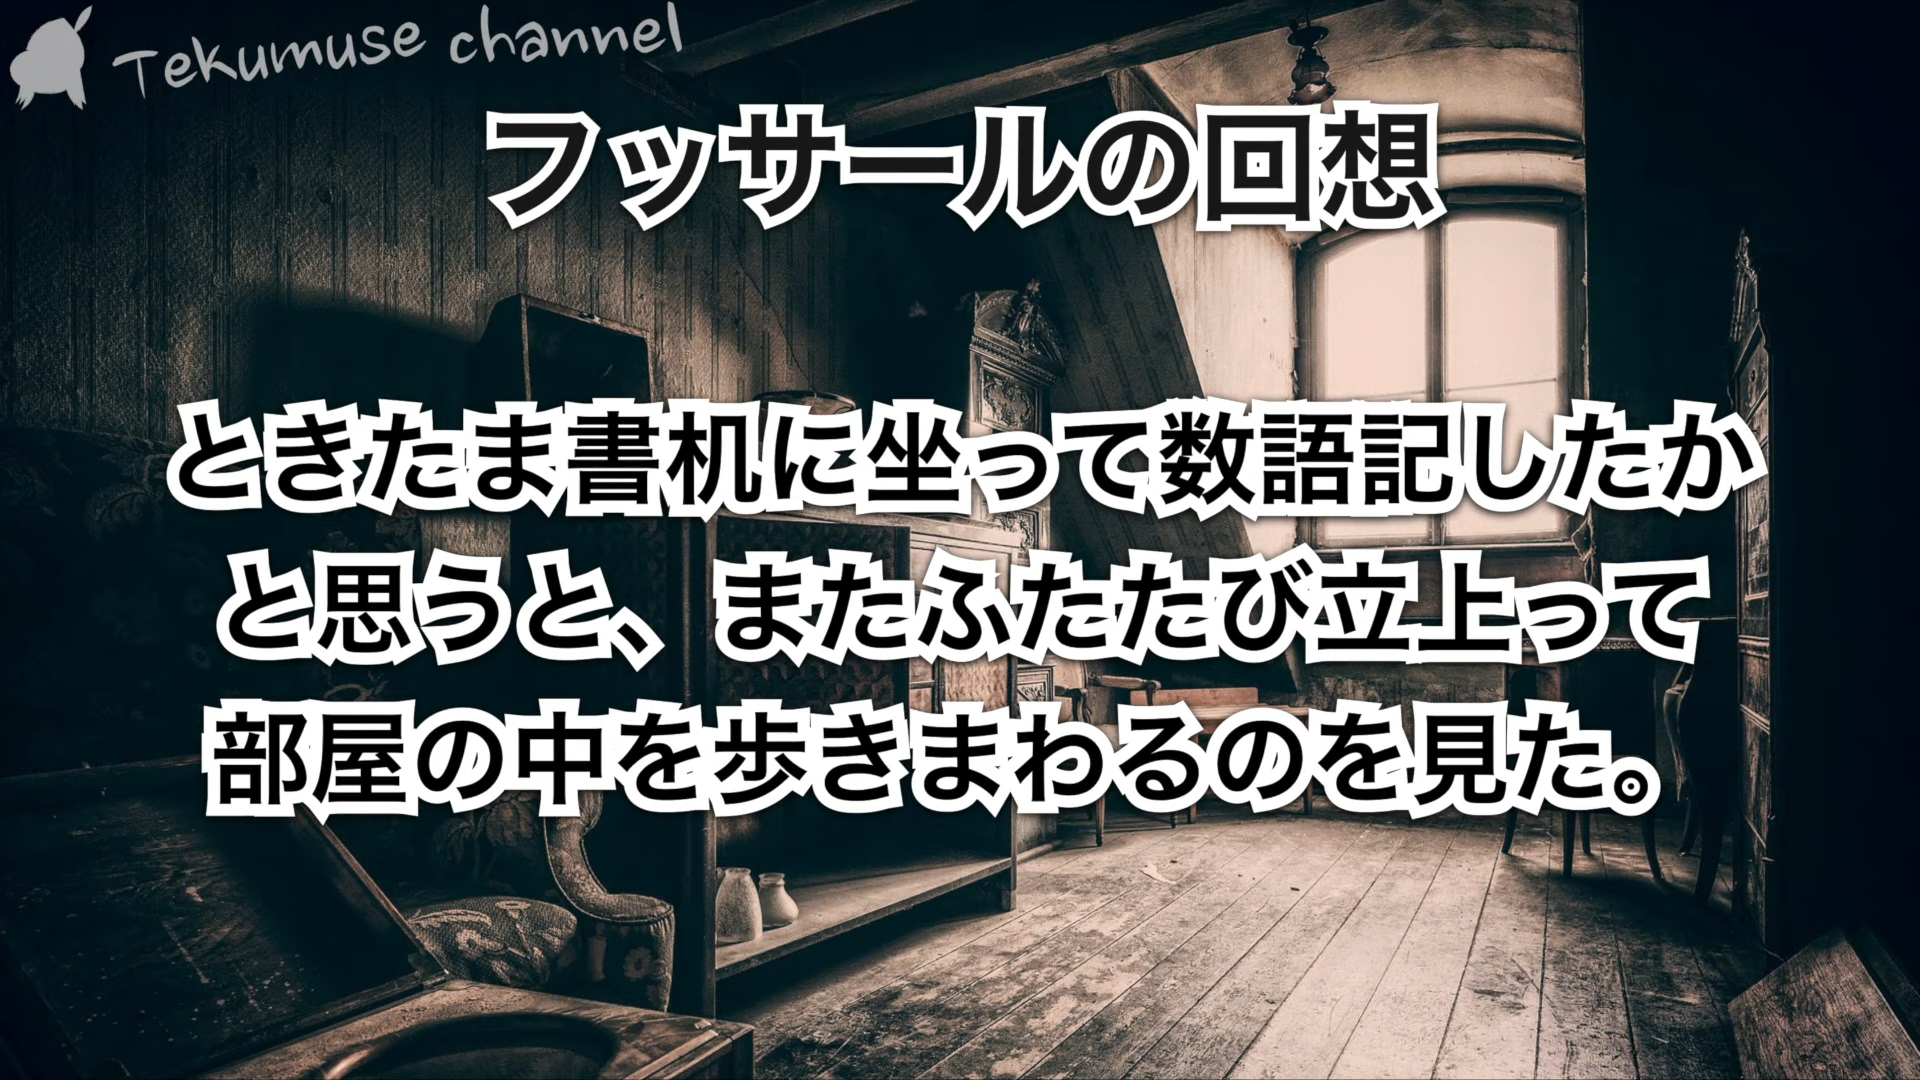 Tekumuse channel
フッサールの回想
ときたま書机に坐って数語記したか
と思うと、またふたたび立上って
部屋の中を歩きまわるのを見た。